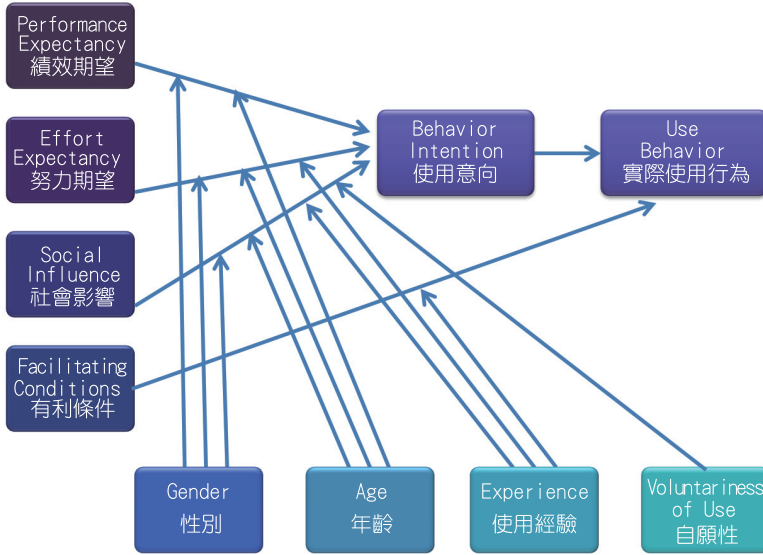 Performance
Expectancy
績效期望
Effort
Expectancy
努力期望
Social
Influence
社會影響
Facilitating
Conditions
有利條件
Behavior
Intention
使用意向
Use
Behavior
實際使用行為
Gender
性別
Age
年齡
Experience
使用經驗
Voluntariness
of Use
自願性